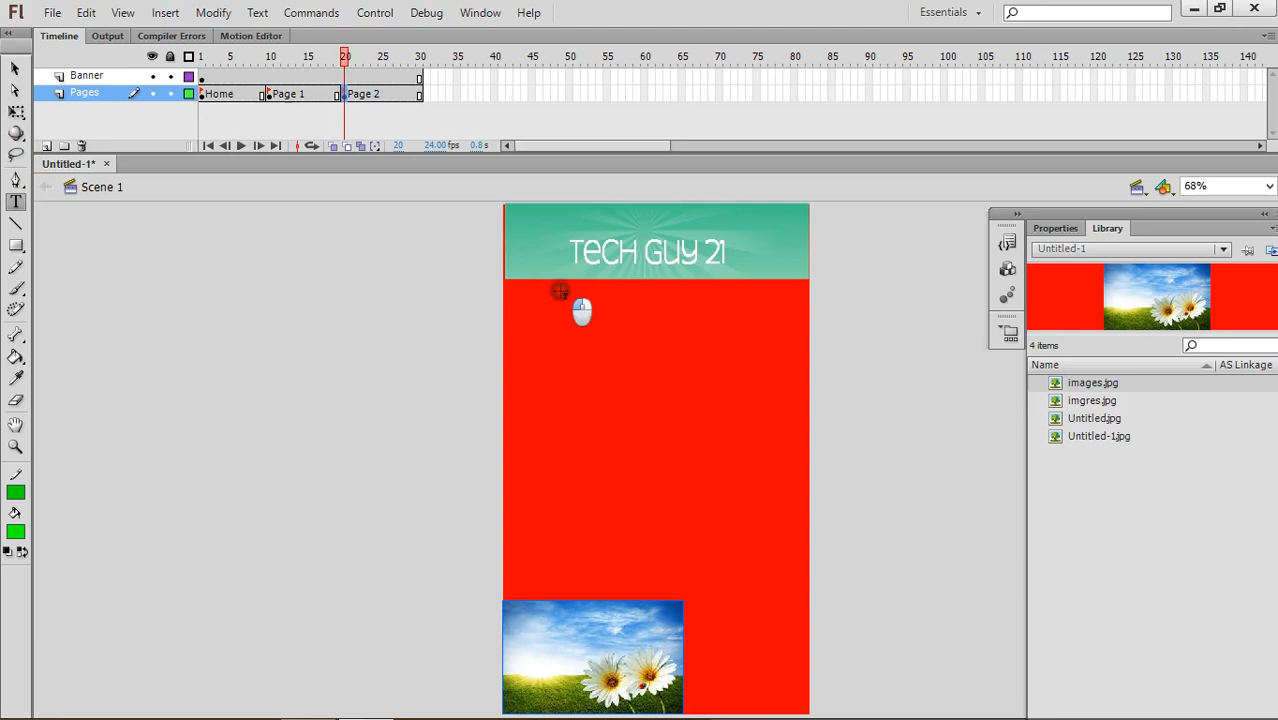 Fl File Edit View Insert Modify Text Commands Control Debug Window Help Essentials
Timeline Output Compiler Errors Motion Editor
1 5 10 15 20 25 30 35 40 45 50 55 60 65 70 75 80 85 90 95 100 105 110 115 120 125 130 135 140
Banner
Pages Home Page 1 Page 2
20 24.00 fps 0.8 s
Untitled-1* ×
Scene 1 68%
Properties Library
Untitled-1
TECH GUY 21
4 items
Name AS Linkage
images.jpg
imgres.jpg
Untitled.jpg
Untitled-1.jpg
T